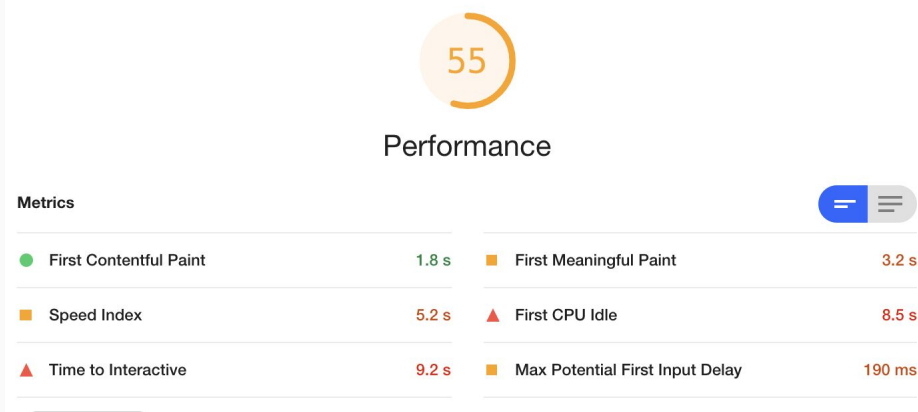 55
Performance
Metrics
First Contentful Paint 1.8 s
First Meaningful Paint 3.2 s
Speed Index 5.2 s
First CPU Idle 8.5 s
Time to Interactive 9.2 s
Max Potential First Input Delay 190 ms